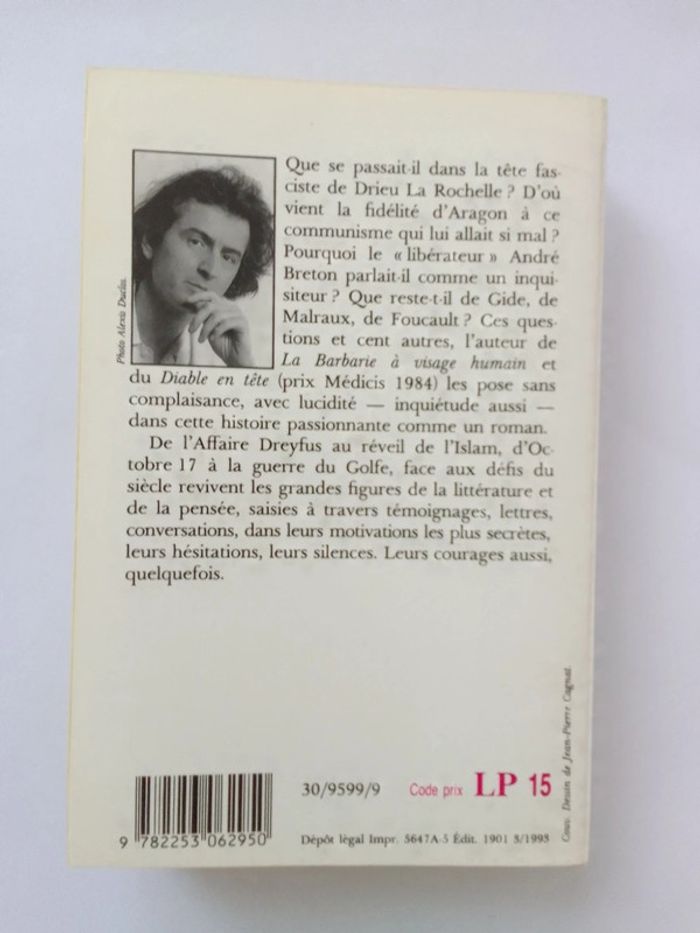 Que se passait-il dans la tête fas-
ciste de Drieu La Rochelle ? D'où
vient la fidélité d'Aragon à ce
communisme qui lui allait si mal ?
Pourquoi le « libérateur » André
Breton parlait-il comme un inqui-
siteur ? Que reste-t-il de Gide, de
Malraux, de Foucault ? Ces ques-
tions et cent autres, l'auteur de
La Barbarie à visage humain et
du Diable en tête (prix Médicis 1984) les pose sans
complaisance, avec lucidité — inquiétude aussi —
dans cette histoire passionnante comme un roman.
De l'Affaire Dreyfus au réveil de l'Islam, d'Oc-
tobre 17 à la guerre du Golfe, face aux défis du
siècle revivent les grandes figures de la littérature et
de la pensée, saisies à travers témoignages, lettres,
conversations, dans leurs motivations les plus secrètes,
leurs hésitations, leurs silences. Leurs courages aussi,
quelquefois.
Photo Alexis Duclos.
Couv. Dessin de Jean-Pierre Cagnat.
30/9599/9 Code prix LP 15
9 782253 062950
Dépôt légal Impr. 5647A-5 Édit. 1901 3/1993